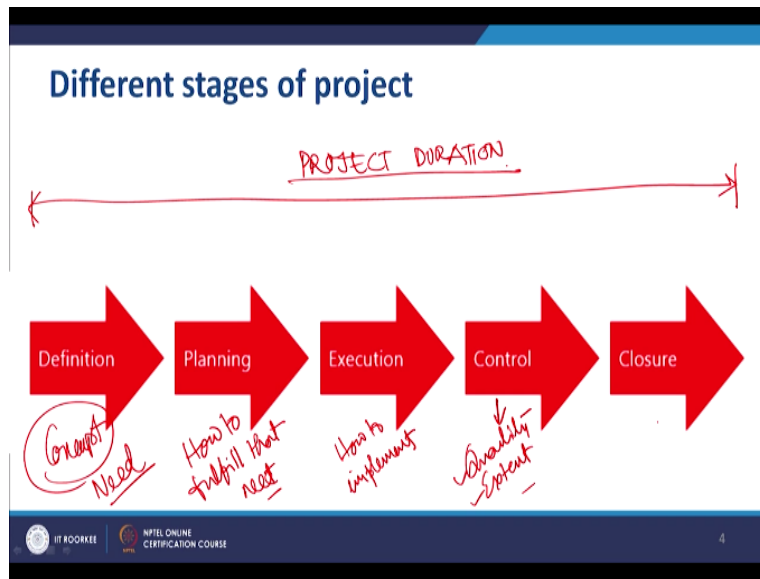 Different stages of project
PROJECT DURATION
Definition
Planning
Execution
Control
Closure
Concept
Need
How to
fulfill that
need
How to
implement
Quality
Extent
IIT ROORKEE
NPTEL ONLINE
CERTIFICATION COURSE
4